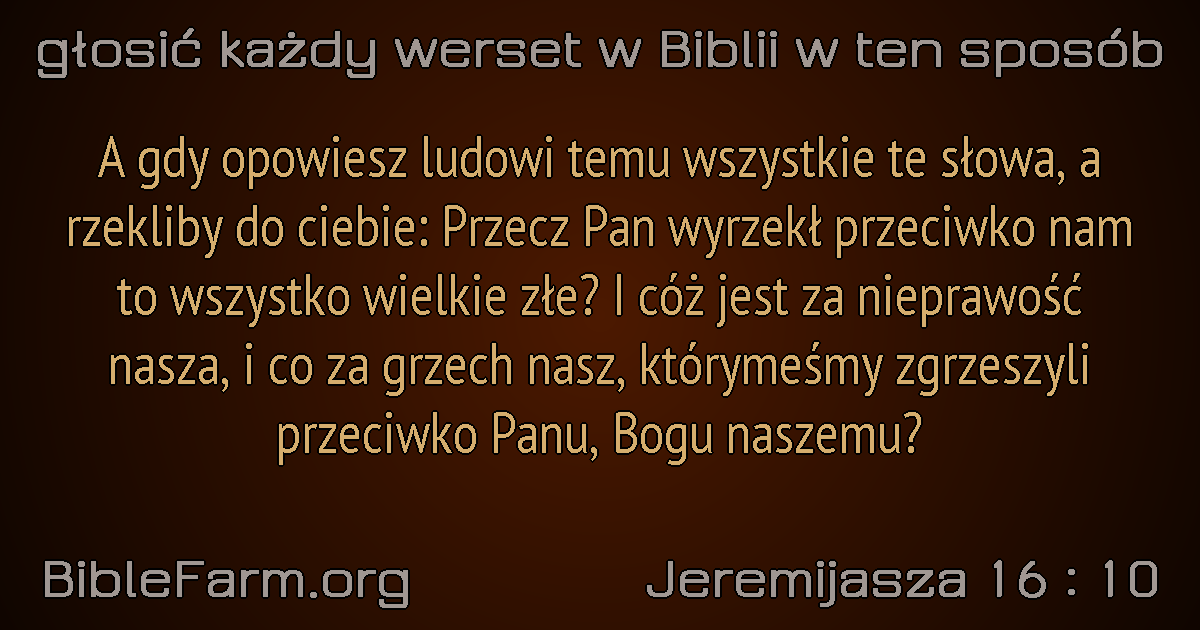 głosić każdy werset w Biblii w ten sposób
A gdy opowiesz ludowi temu wszystkie te słowa, a
rzekliby do ciebie: Przecz Pan wyrzekł przeciwko nam
to wszystko wielkie złe? I cóż jest za nieprawość
nasza, i co za grzech nasz, którymeśmy zgrzeszyli
przeciwko Panu, Bogu naszemu?
BibleFarm.org
Jeremijasza 16 : 10